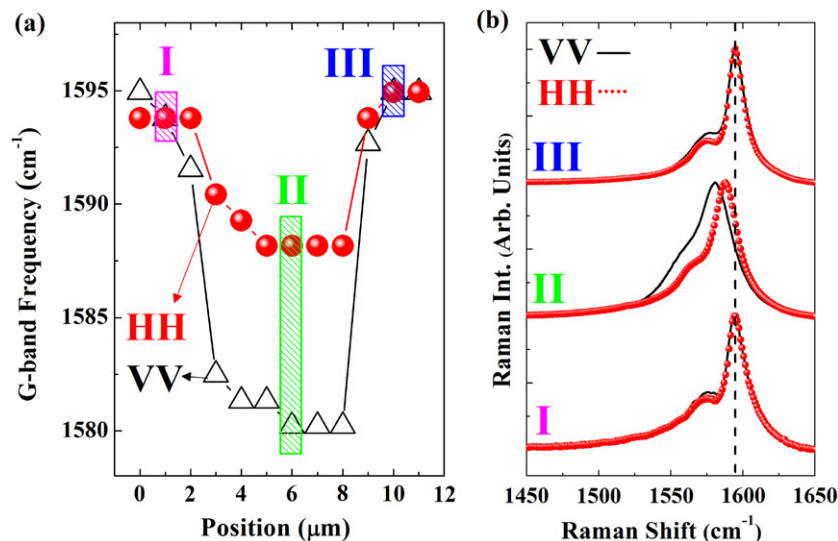 (a)
I
III
II
HH
VV
1595
1590
1585
1580
G-band Frequency (cm⁻¹)
0 2 4 6 8 10 12
Position (μm)
(b)
VV
HH
III
II
I
Raman Int. (Arb. Units)
1450 1500 1550 1600 1650
Raman Shift (cm⁻¹)